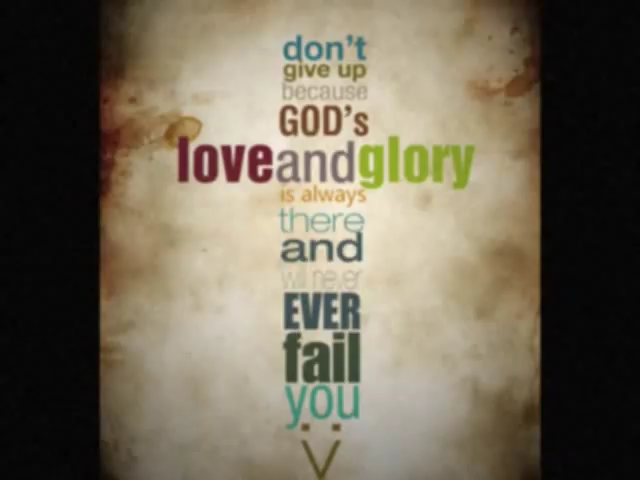 don't
give up
because
GOD's
loveandglory
is always
there
and
will never
EVER
fail
you